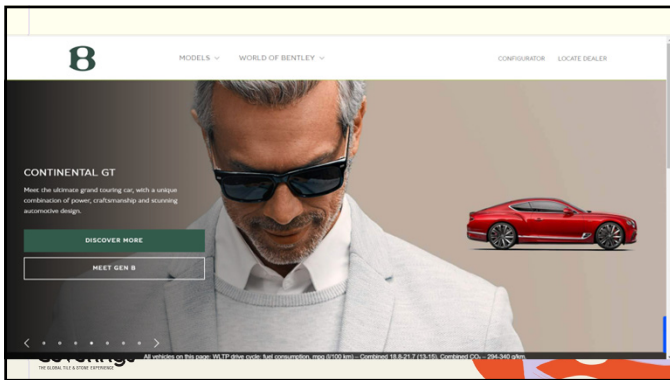 B
MODELS WORLD OF BENTLEY CONFIGURATOR LOCATE DEALER
CONTINENTAL GT
Meet the ultimate grand touring car, with a unique
combination of power, craftsmanship and stunning
automotive design.
DISCOVER MORE
MEET GEN B
All vehicles on this page: WLTP drive cycle: fuel consumption, mpg (l/100 km) – Combined 18.8-21.7 (13-15). Combined CO₂ – 294-340 g/km.
THE GLOBAL TILE & STONE EXPERIENCE